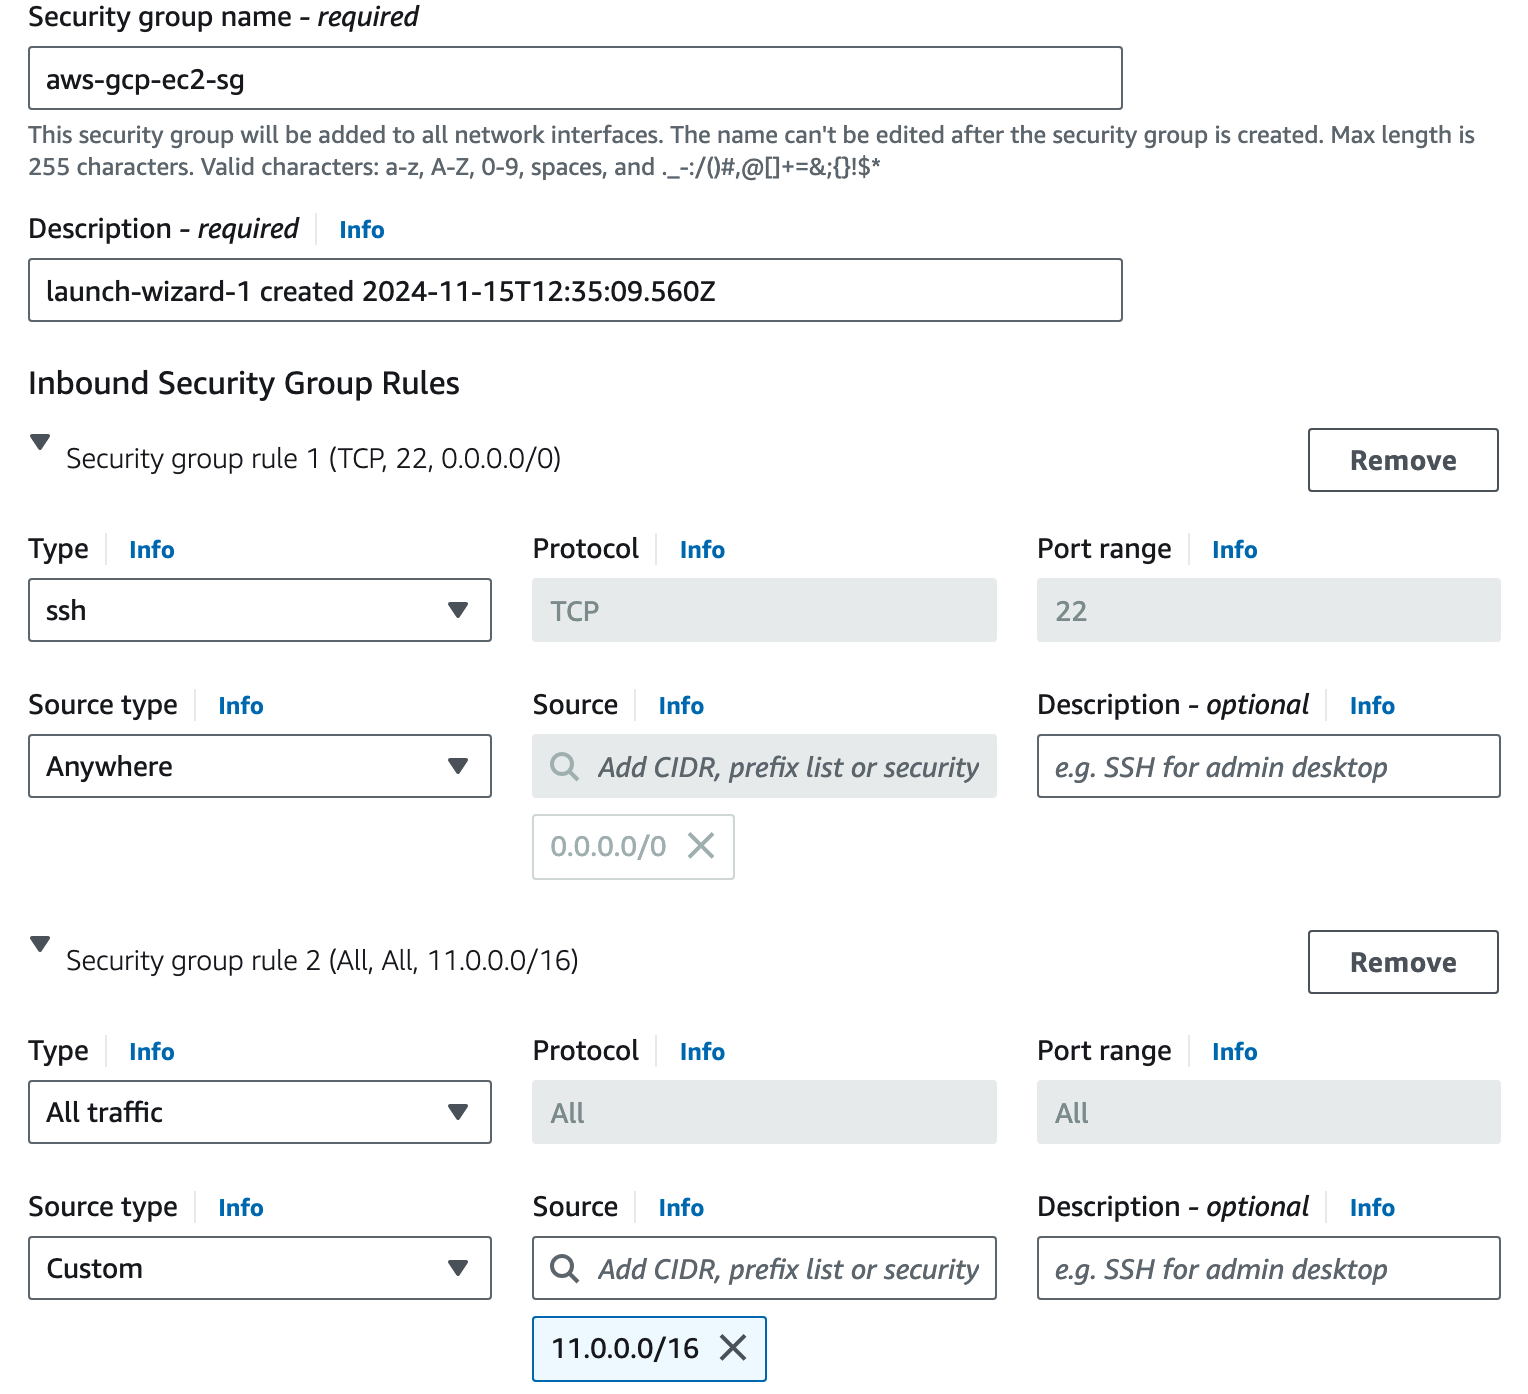 Security group name - required
aws-gcp-ec2-sg
This security group will be added to all network interfaces. The name can't be edited after the security group is created. Max length is
255 characters. Valid characters: a-z, A-Z, 0-9, spaces, and ._-:/()#,@[]+=&;{}!$*
Description - required Info
launch-wizard-1 created 2024-11-15T12:35:09.560Z
Inbound Security Group Rules
Security group rule 1 (TCP, 22, 0.0.0.0/0) Remove
Type Info Protocol Info Port range Info
ssh TCP 22
Source type Info Source Info Description - optional Info
Anywhere Add CIDR, prefix list or security e.g. SSH for admin desktop
0.0.0.0/0
Security group rule 2 (All, All, 11.0.0.0/16) Remove
Type Info Protocol Info Port range Info
All traffic All All
Source type Info Source Info Description - optional Info
Custom Add CIDR, prefix list or security e.g. SSH for admin desktop
11.0.0.0/16